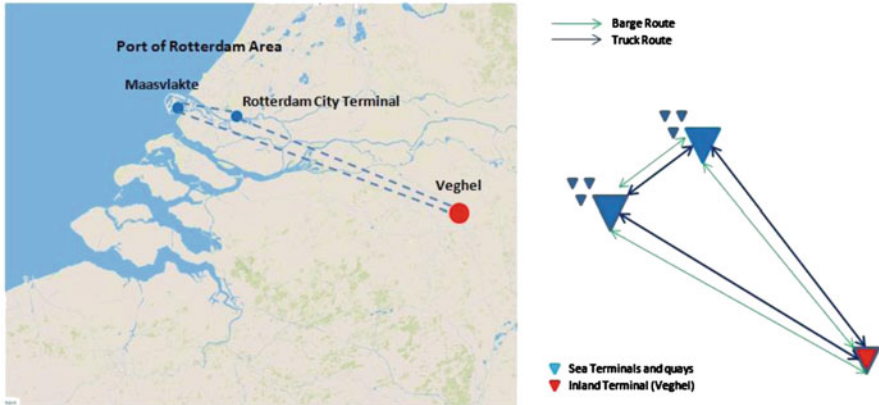 Port of Rotterdam Area
Maasvlakte
Rotterdam City Terminal
Veghel
Barge Route
Truck Route
Sea Terminals and quays
Inland Terminal (Veghel)